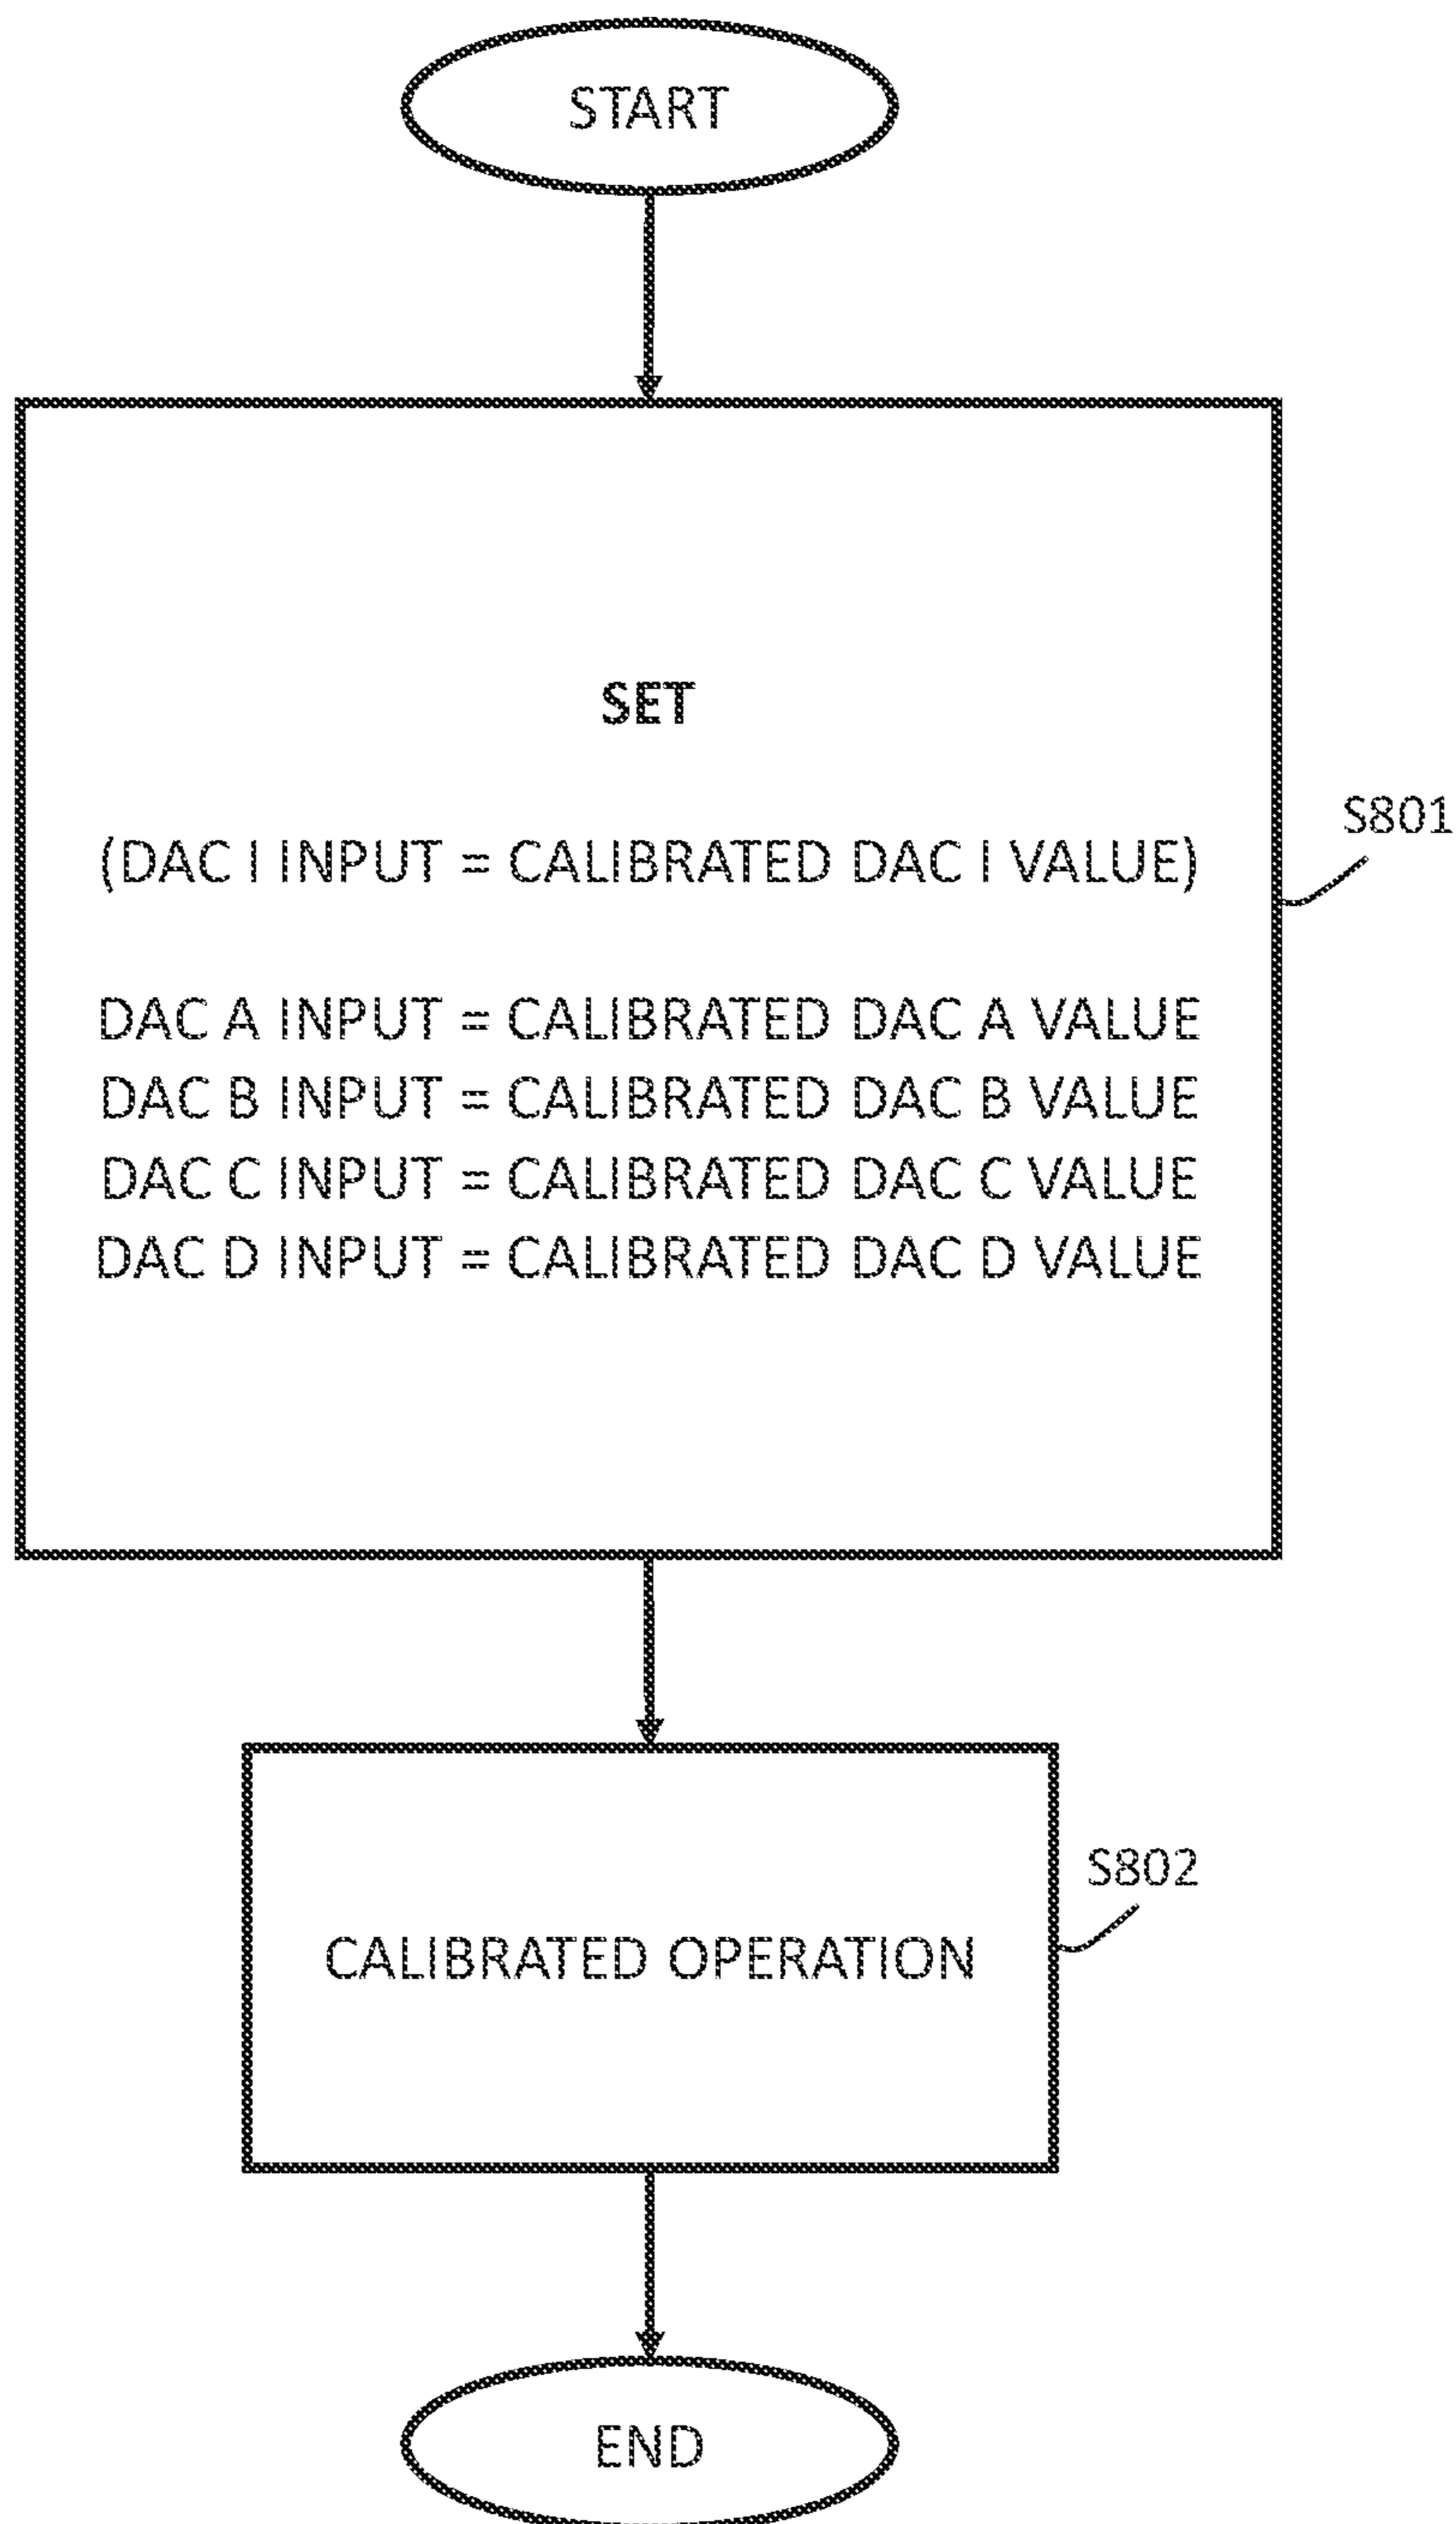 START
SET
(DAC I INPUT = CALIBRATED DAC I VALUE)
S801
DAC A INPUT = CALIBRATED DAC A VALUE
DAC B INPUT = CALIBRATED DAC B VALUE
DAC C INPUT = CALIBRATED DAC C VALUE
DAC D INPUT = CALIBRATED DAC D VALUE
S802
CALIBRATED OPERATION
END